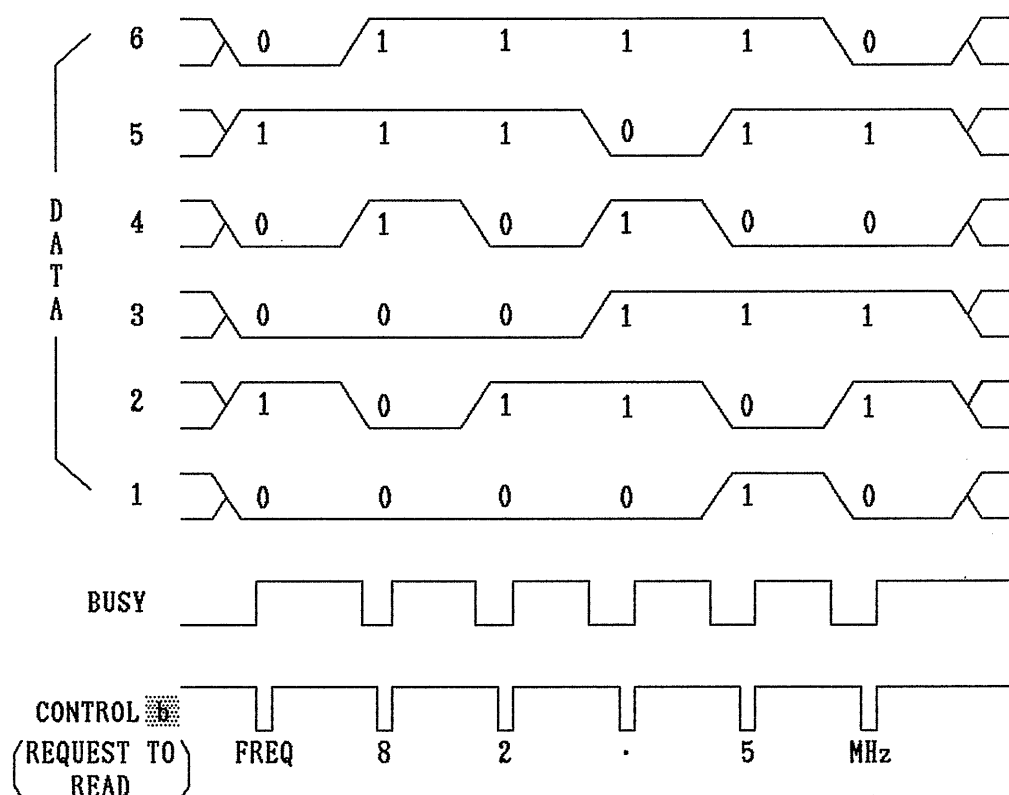 6 0 1 1 1 1 0
5 1 1 1 0 1 1
4 0 1 0 1 0 0
DATA
3 0 0 0 1 1 1
2 1 0 1 1 0 1
1 0 0 0 0 1 0
BUSY
CONTROL b
(REQUEST TO READ) FREQ 8 2 . 5 MHz